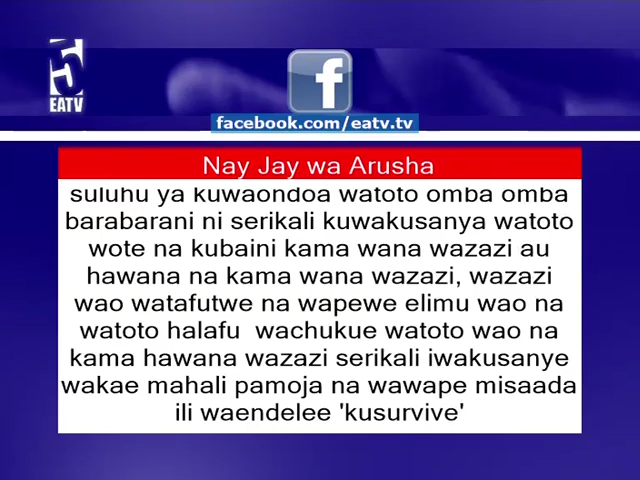 5
EATV
f
facebook.com/eatv.tv
Nay Jay wa Arusha
suluhu ya kuwaondoa watoto omba omba
barabarani ni serikali kuwakusanya watoto
wote na kubaini kama wana wazazi au
hawana na kama wana wazazi, wazazi
wao watafutwe na wapewe elimu wao na
watoto halafu  wachukue watoto wao na
kama hawana wazazi serikali iwakusanye
wakae mahali pamoja na wawape misaada
ili waendelee 'kusurvive'